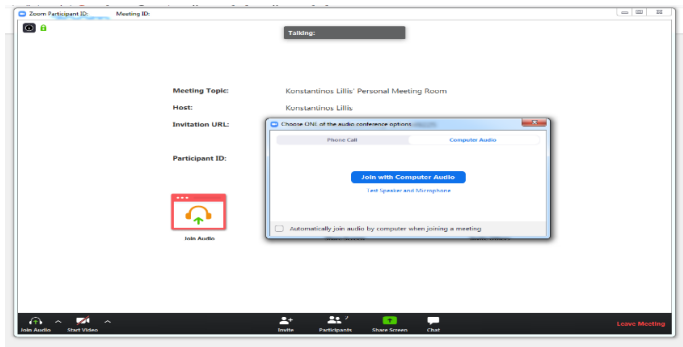 Zoom Participant ID: Meeting ID:
Talking:
Meeting Topic: Konstantinos Lillis' Personal Meeting Room
Host: Konstantinos Lillis
Invitation URL:
Participant ID:
Choose ONE of the audio conference options
Phone Call Computer Audio
Join with Computer Audio
Test Speaker and Microphone
Automatically join audio by computer when joining a meeting
Join Audio
Join Audio Start Video Invite Participants Share Screen Chat Leave Meeting